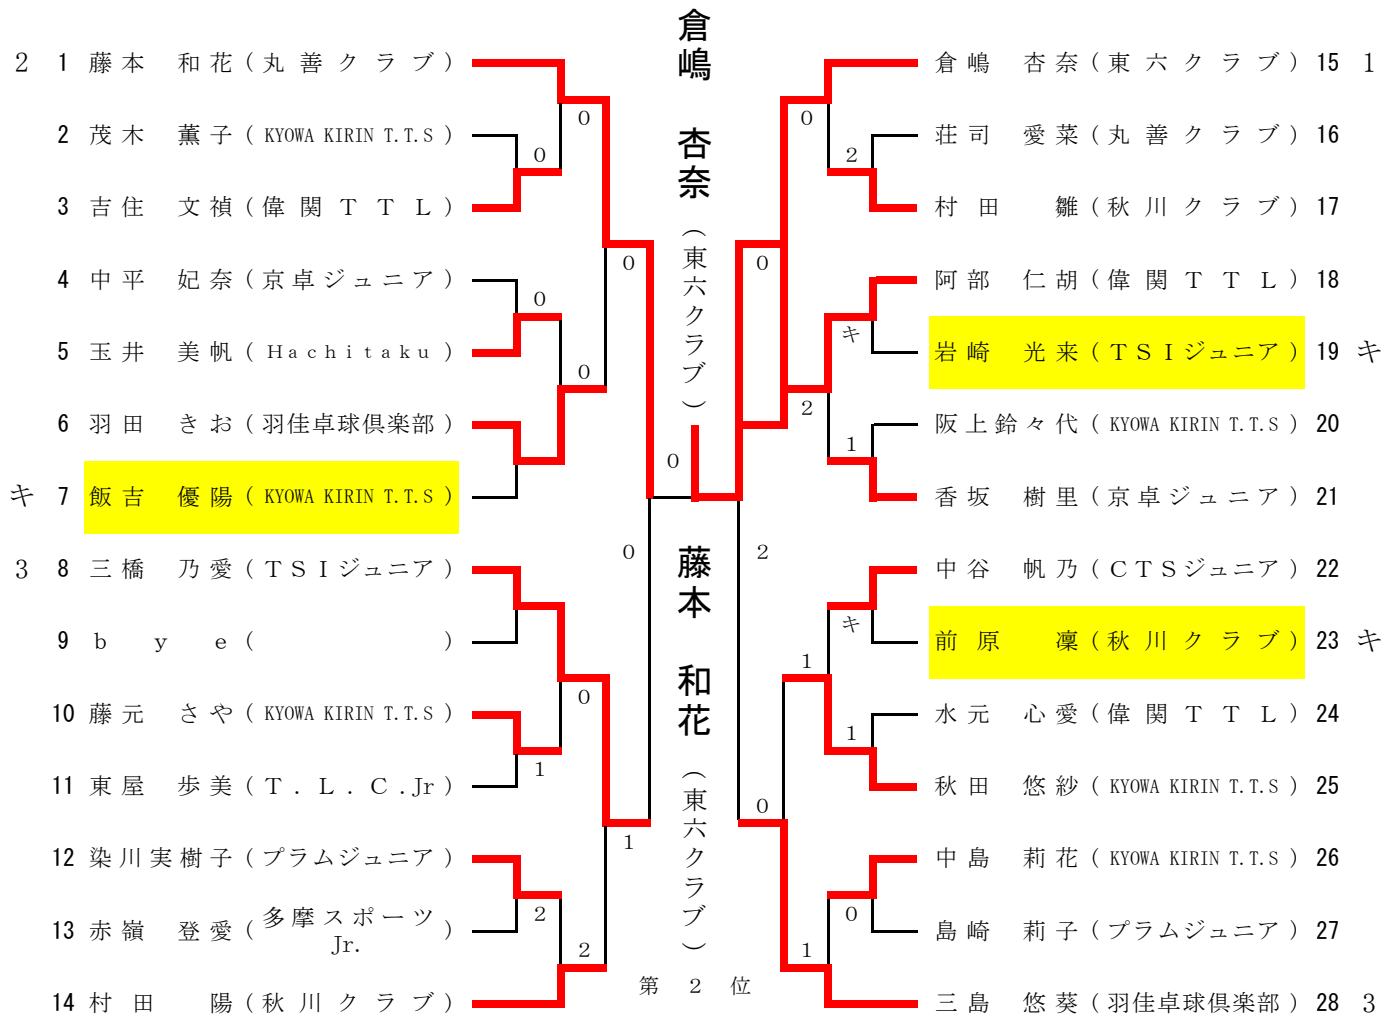 2 1 藤本 和花(丸善クラブ)
2 茂木 薫子(KYOWA KIRIN T.T.S)
3 吉住 文禎(偉関TTL)
4 中平 妃奈(京卓ジュニア)
5 玉井 美帆(Hachitaku)
6 羽田 きお(羽佳卓球倶楽部)
キ 7 飯吉 優陽(KYOWA KIRIN T.T.S)
3 8 三橋 乃愛(TSIジュニア)
9 bye( )
10 藤元 さや(KYOWA KIRIN T.T.S)
11 東屋 歩美(T.L.C.Jr)
12 染川実樹子(プラムジュニア)
13 赤嶺 登愛(多摩スポーツJr.)
14 村田 陽(秋川クラブ)
0
0
0
0
0
0
0
1
0
2
2
1
0
倉嶋 杏奈(東六クラブ)
藤本 和花(東六クラブ)
第2位
0
2
0
キ
2
1
2
キ
1
1
0
0
1
倉嶋 杏奈(東六クラブ) 15 1
荘司 愛菜(丸善クラブ) 16
村田 雛(秋川クラブ) 17
阿部 仁胡(偉関TTL) 18
岩崎 光来(TSIジュニア) 19 キ
阪上鈴々代(KYOWA KIRIN T.T.S) 20
香坂 樹里(京卓ジュニア) 21
中谷 帆乃(CTSジュニア) 22
前原 凜(秋川クラブ) 23 キ
水元 心愛(偉関TTL) 24
秋田 悠紗(KYOWA KIRIN T.T.S) 25
中島 莉花(KYOWA KIRIN T.T.S) 26
島崎 莉子(プラムジュニア) 27
三島 悠葵(羽佳卓球倶楽部) 28 3